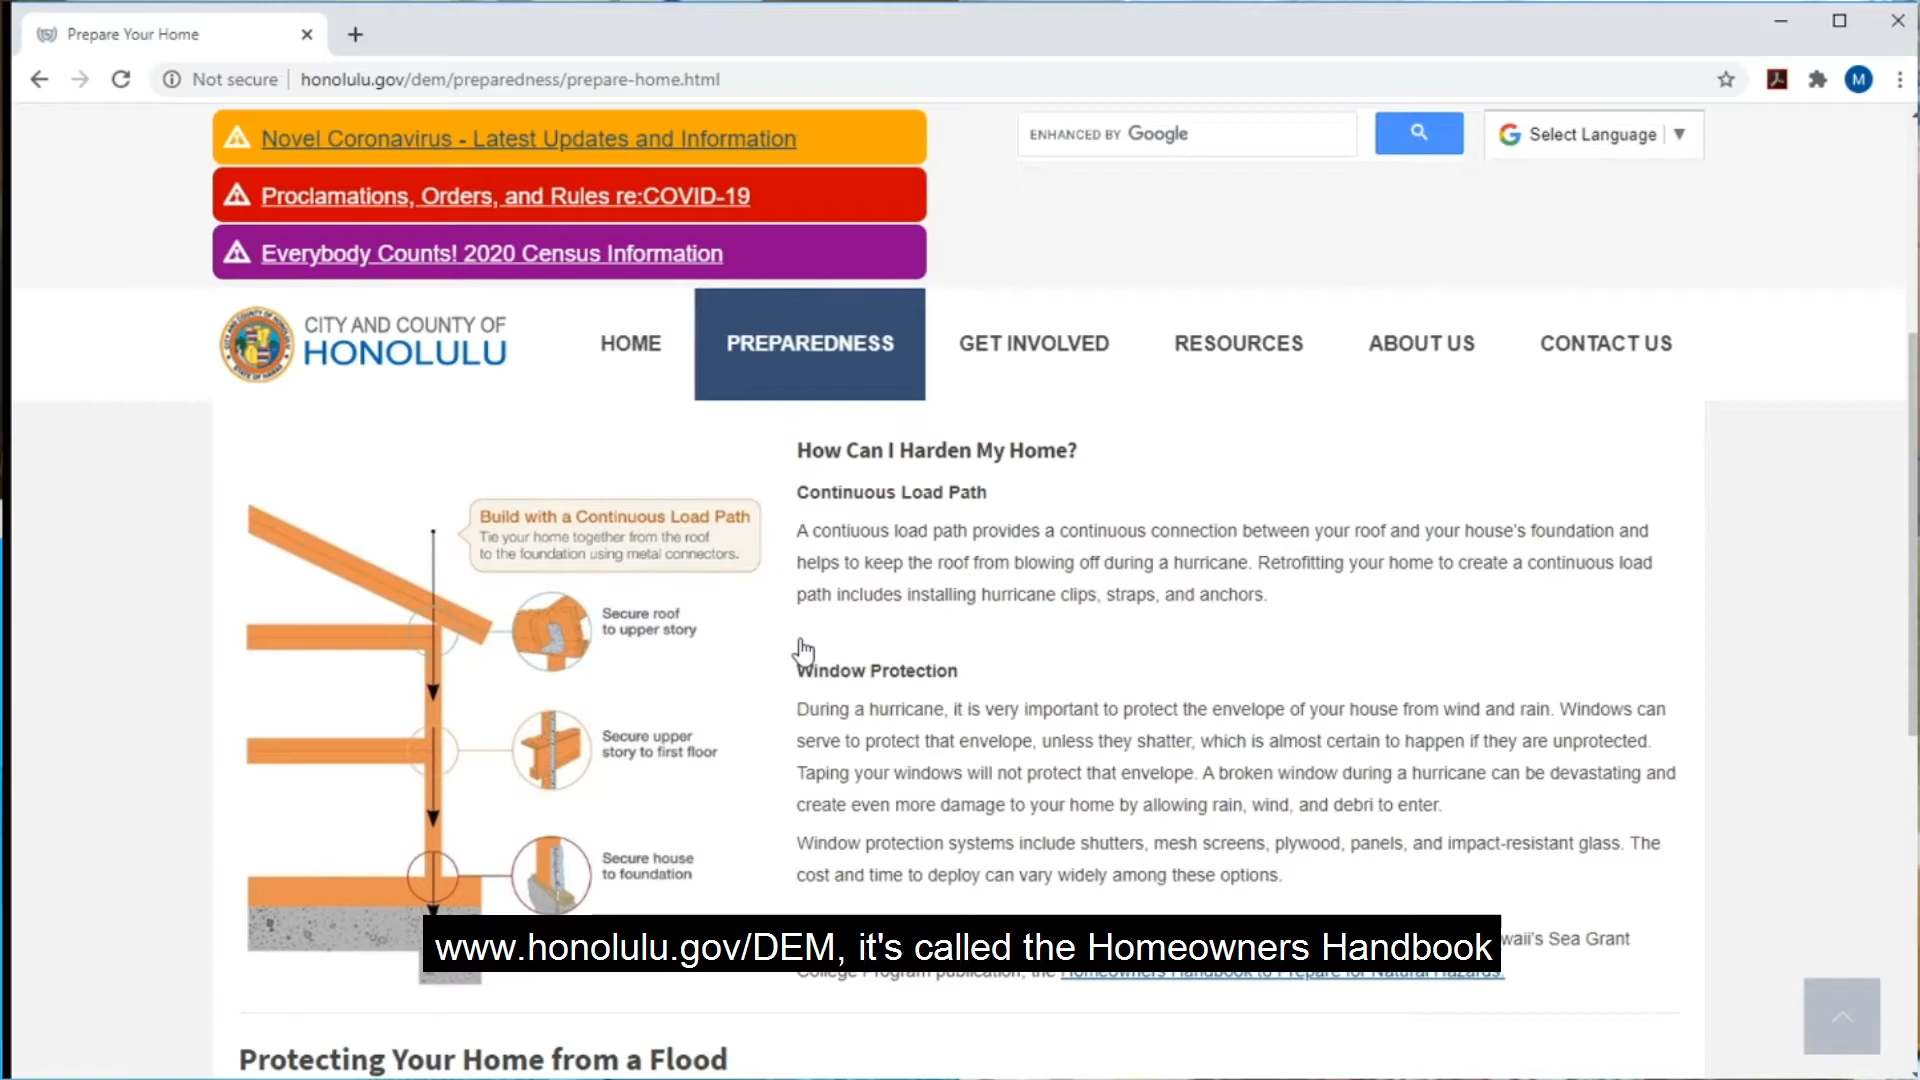 Prepare Your Home
Not secure
honolulu.gov/dem/preparedness/prepare-home.html
M
Novel Coronavirus - Latest Updates and Information
ENHANCED BY Google
Select Language
Proclamations, Orders, and Rules re:COVID-19
Everybody Counts! 2020 Census Information
CITY AND COUNTY OF
HONOLULU
HOME
PREPAREDNESS
GET INVOLVED
RESOURCES
ABOUT US
CONTACT US
Build with a Continuous Load Path
Tie your home together from the roof
to the foundation using metal connectors.
Secure roof
to upper story
Secure upper
story to first floor
Secure house
to foundation
How Can I Harden My Home?
Continuous Load Path
A contiuous load path provides a continuous connection between your roof and your house's foundation and
helps to keep the roof from blowing off during a hurricane. Retrofitting your home to create a continuous load
path includes installing hurricane clips, straps, and anchors.
Window Protection
During a hurricane, it is very important to protect the envelope of your house from wind and rain. Windows can
serve to protect that envelope, unless they shatter, which is almost certain to happen if they are unprotected.
Taping your windows will not protect that envelope. A broken window during a hurricane can be devastating and
create even more damage to your home by allowing rain, wind, and debri to enter.
Window protection systems include shutters, mesh screens, plywood, panels, and impact-resistant glass. The
cost and time to deploy can vary widely among these options.
waii's Sea Grant
College Program publication, the Homeowners Handbook to Prepare for Natural Hazards.
www.honolulu.gov/DEM, it's called the Homeowners Handbook
Protecting Your Home from a Flood